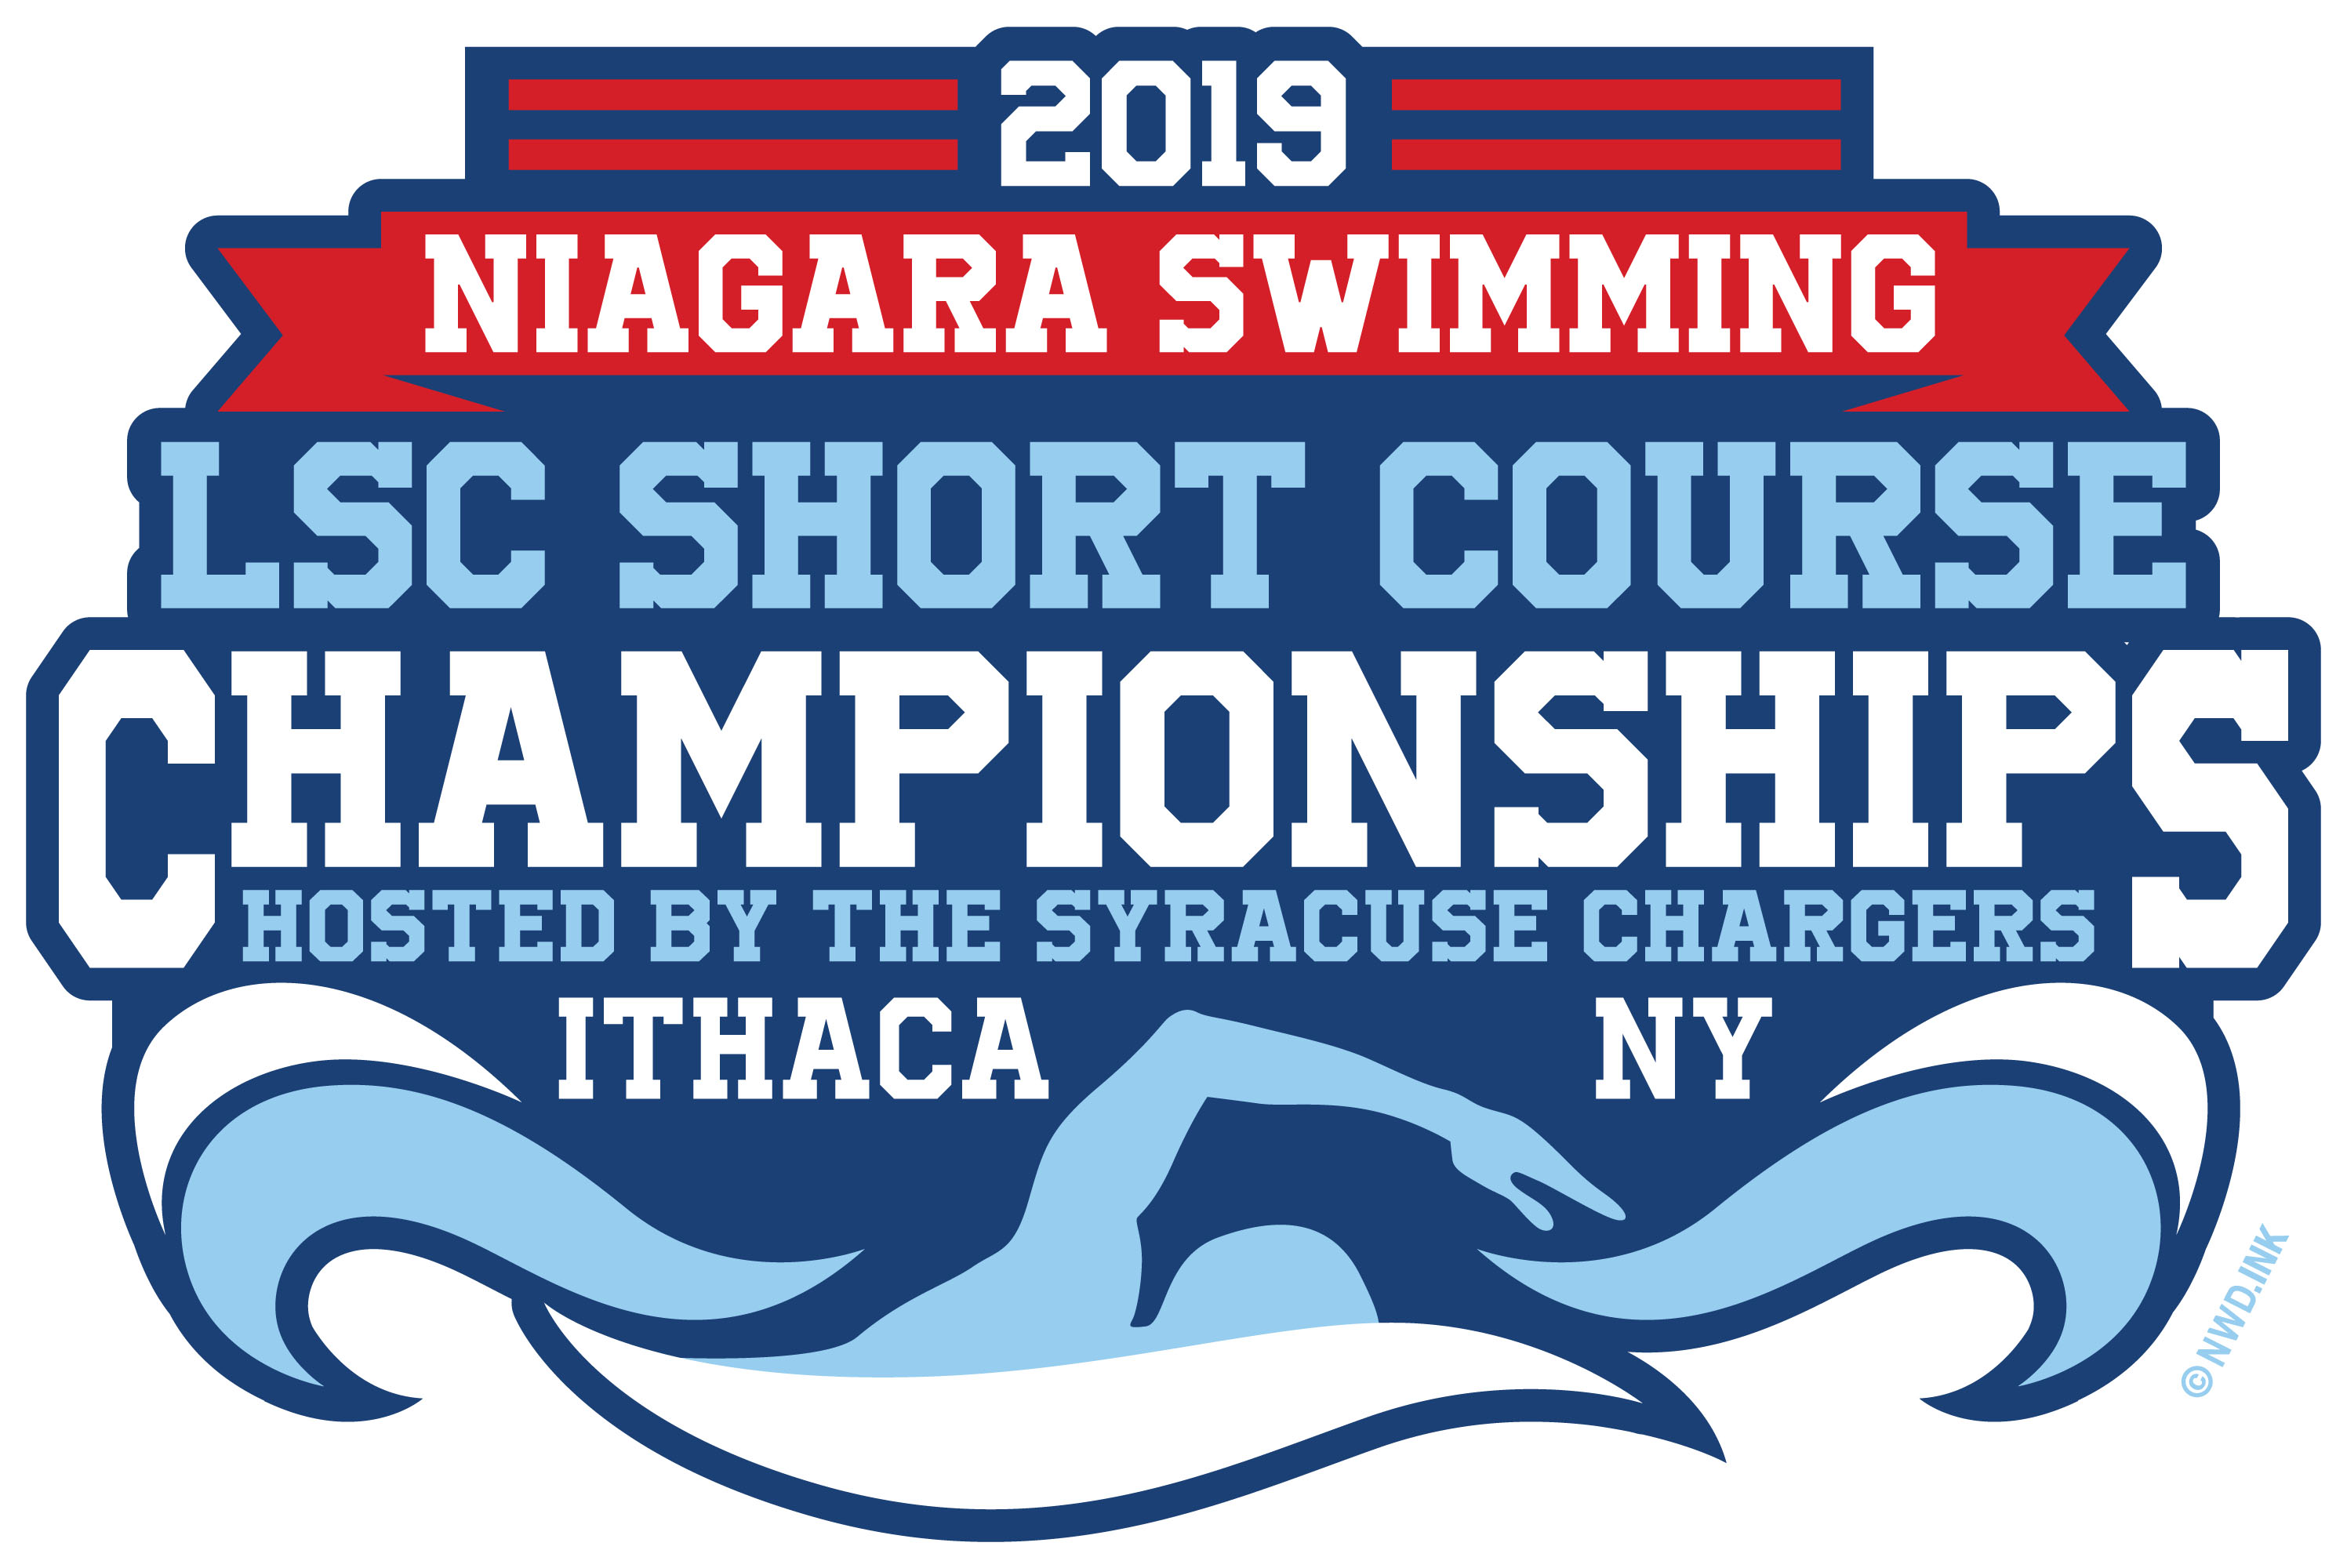 2019
NIAGARA SWIMMING
LSC SHORT COURSE
CHAMPIONSHIPS
HOSTED BY THE SYRACUSE CHARGERS
ITHACA NY
© NWD.INK